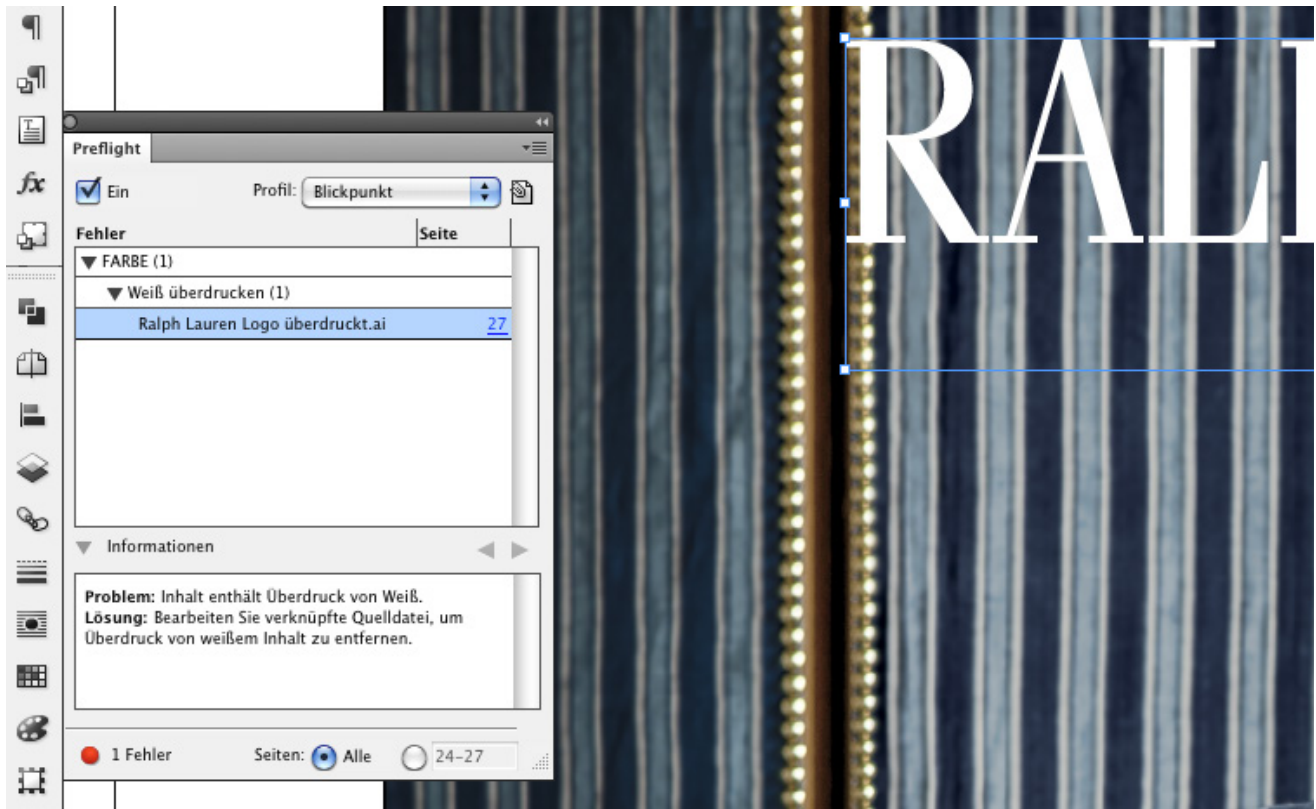 Preflight
Ein
Profil: Blickpunkt
Fehler Seite
FARBE (1)
Weiß überdrucken (1)
Ralph Lauren Logo überdruckt.ai 27
Informationen
Problem: Inhalt enthält Überdruck von Weiß.
Lösung: Bearbeiten Sie verknüpfte Quelldatei, um
Überdruck von weißem Inhalt zu entfernen.
1 Fehler Seiten: Alle 24-27
RAL
fx